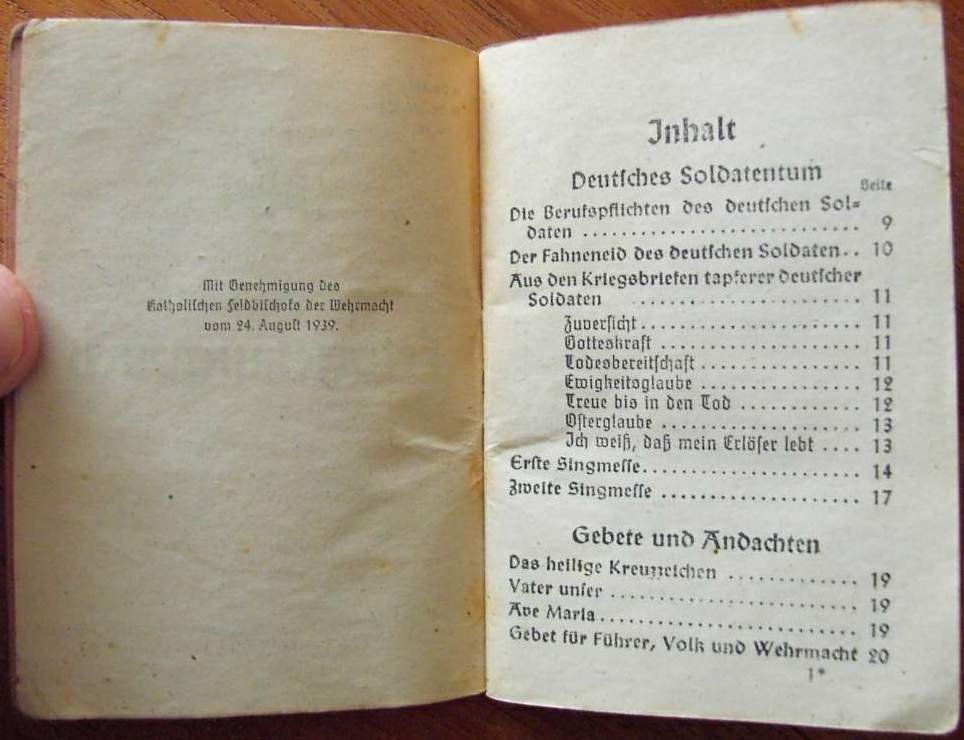 Mit Genehmigung des
Katholischen Feldbischofs der Wehrmacht
vom 24. August 1939.
Inhalt
Deutsches Soldatentum
Seite
Die Berufspflichten des deutschen Sol=
daten .............................. 9
Der Fahneneid des deutschen Soldaten.. 10
Aus den Kriegsbriefen tapferer deutscher
Soldaten ........................ 11
Zuversicht ........................ 11
Gotteskraft ...................... 11
Todesbereitschaft .................. 11
Ewigkeitsglaube .................. 12
Treue bis in den Tod ............ 12
Osterglaube ...................... 13
Ich weiß, daß mein Erlöser lebt .... 13
Erste Singmesse........................ 14
Zweite Singmesse ...................... 17
Gebete und Andachten
Das heilige Kreuzzeichen ............. 19
Vater unser .......................... 19
Ave Maria............................ 19
Gebet für Führer, Volk und Wehrmacht 20
1*